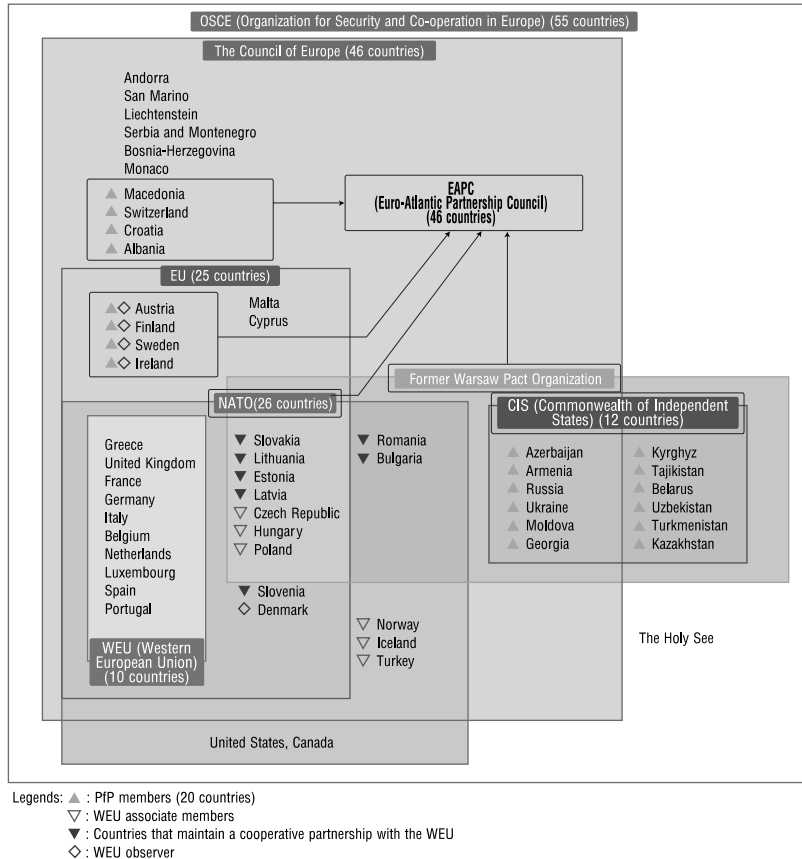 OSCE (Organization for Security and Co-operation in Europe) (55 countries)
The Council of Europe (46 countries)
Andorra
San Marino
Liechtenstein
Serbia and Montenegro
Bosnia-Herzegovina
Monaco
▲ Macedonia
▲ Switzerland
▲ Croatia
▲ Albania
EAPC
(Euro-Atlantic Partnership Council)
(46 countries)
EU (25 countries)
▲◇ Austria
▲◇ Finland
▲◇ Sweden
▲◇ Ireland
Malta
Cyprus
Former Warsaw Pact Organization
NATO(26 countries)
CIS (Commonwealth of Independent
States) (12 countries)
Greece
United Kingdom
France
Germany
Italy
Belgium
Netherlands
Luxembourg
Spain
Portugal
WEU (Western
European Union)
(10 countries)
▼ Slovakia
▼ Lithuania
▼ Estonia
▼ Latvia
▽ Czech Republic
▽ Hungary
▽ Poland
▼ Romania
▼ Bulgaria
▼ Slovenia
◇ Denmark
▽ Norway
▽ Iceland
▽ Turkey
▲ Azerbaijan
▲ Armenia
▲ Russia
▲ Ukraine
▲ Moldova
▲ Georgia
▲ Kyrghyz
▲ Tajikistan
▲ Belarus
▲ Uzbekistan
▲ Turkmenistan
▲ Kazakhstan
The Holy See
United States, Canada
Legends: ▲ : PfP members (20 countries)
▽ : WEU associate members
▼ : Countries that maintain a cooperative partnership with the WEU
◇ : WEU observer